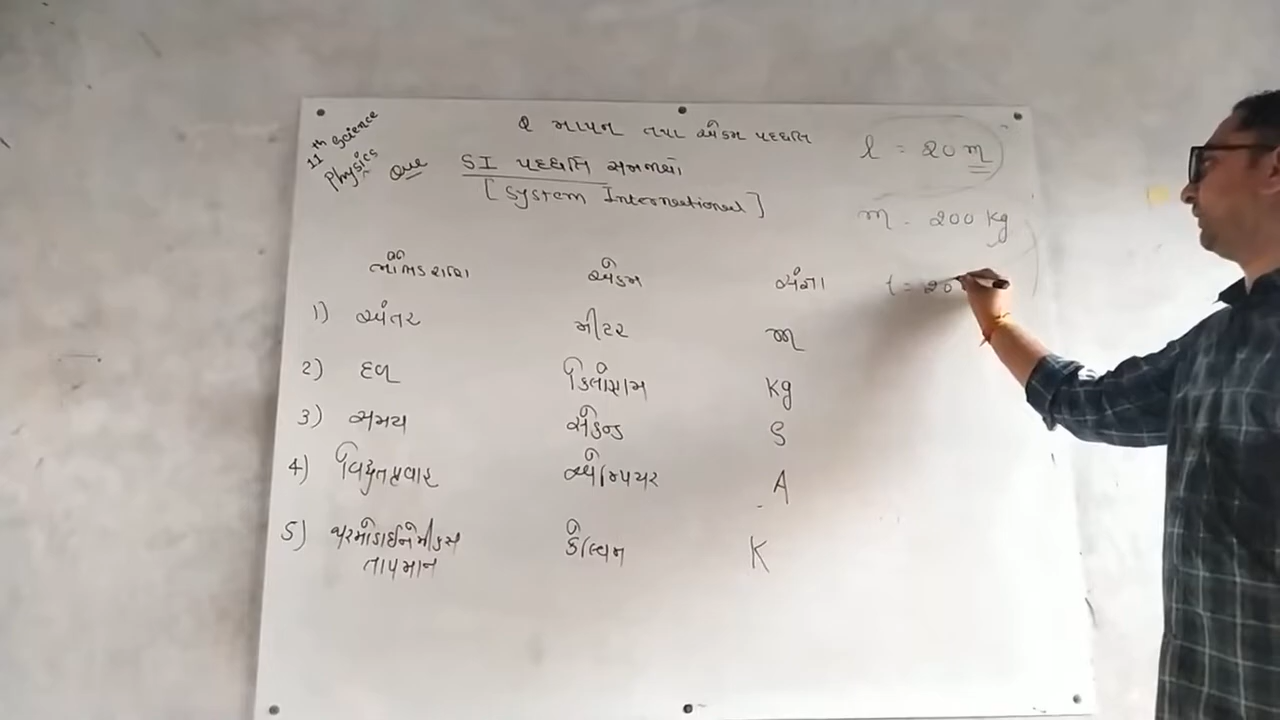 11th Science
Physics
૨ માપન તથા એકમ પદ્ધતિ
Que SI પદ્ધતિ સમજાવો
[System International]
ભૌતિક રાશિ એકમ સંજ્ઞા
1) અંતર મીટર m
2) દળ કિલોગ્રામ kg
3) સમય સેકન્ડ S
4) વિદ્યુતપ્રવાહ એમ્પિયર A
5) થરમોડાઈનેમીકસ કેલ્વિન K
તાપમાન
l = 20 m
m = 200 kg
t = 20